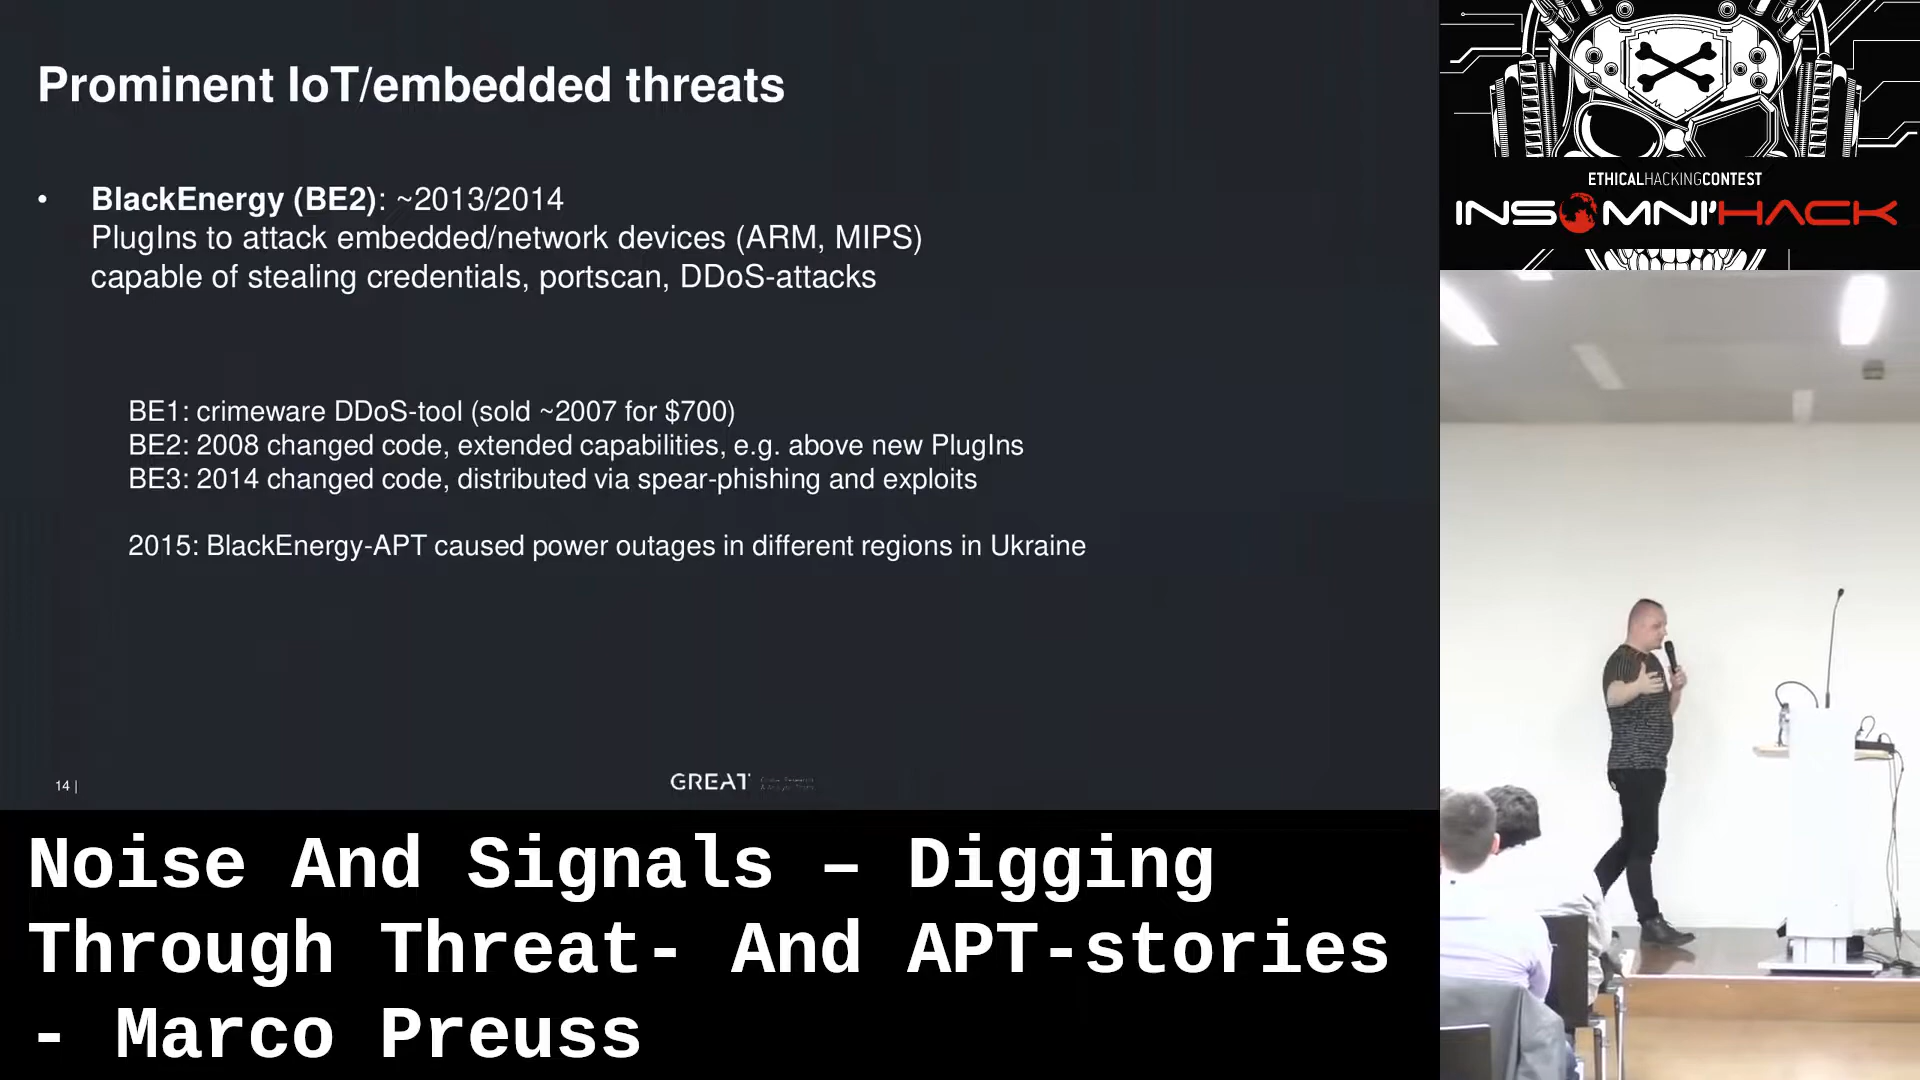 Prominent IoT/embedded threats
• BlackEnergy (BE2): ~2013/2014
PlugIns to attack embedded/network devices (ARM, MIPS)
capable of stealing credentials, portscan, DDoS-attacks
BE1: crimeware DDoS-tool (sold ~2007 for $700)
BE2: 2008 changed code, extended capabilities, e.g. above new PlugIns
BE3: 2014 changed code, distributed via spear-phishing and exploits
2015: BlackEnergy-APT caused power outages in different regions in Ukraine
14 |
GREAT
ETHICALHACKINGCONTEST
INSOMNI'HACK
Noise And Signals – Digging
Through Threat- And APT-stories
- Marco Preuss